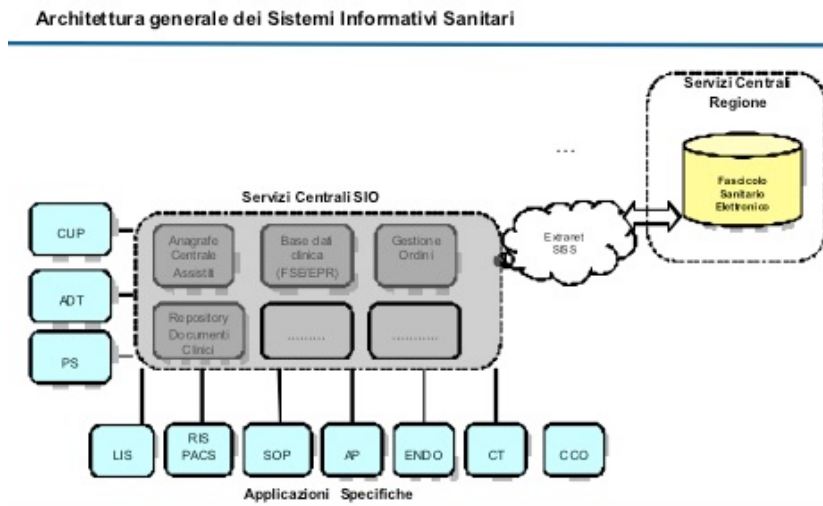 Architettura generale dei Sistemi Informativi Sanitari
Servizi Centrali
Regione
...
Fascicolo
Sanitario
Elettronico
Servizi Centrali SIO
CUP
Anagrafe
Centrale
Assistiti
Base dati
clinica
(FSE/EPR)
Gestione
Ordini
Extranet
SISS
ADT
Repository
Documenti
Clinici
.........
...........
PS
LIS
RIS
PACS
SOP
AP
ENDO
CT
CCO
Applicazioni Specifiche